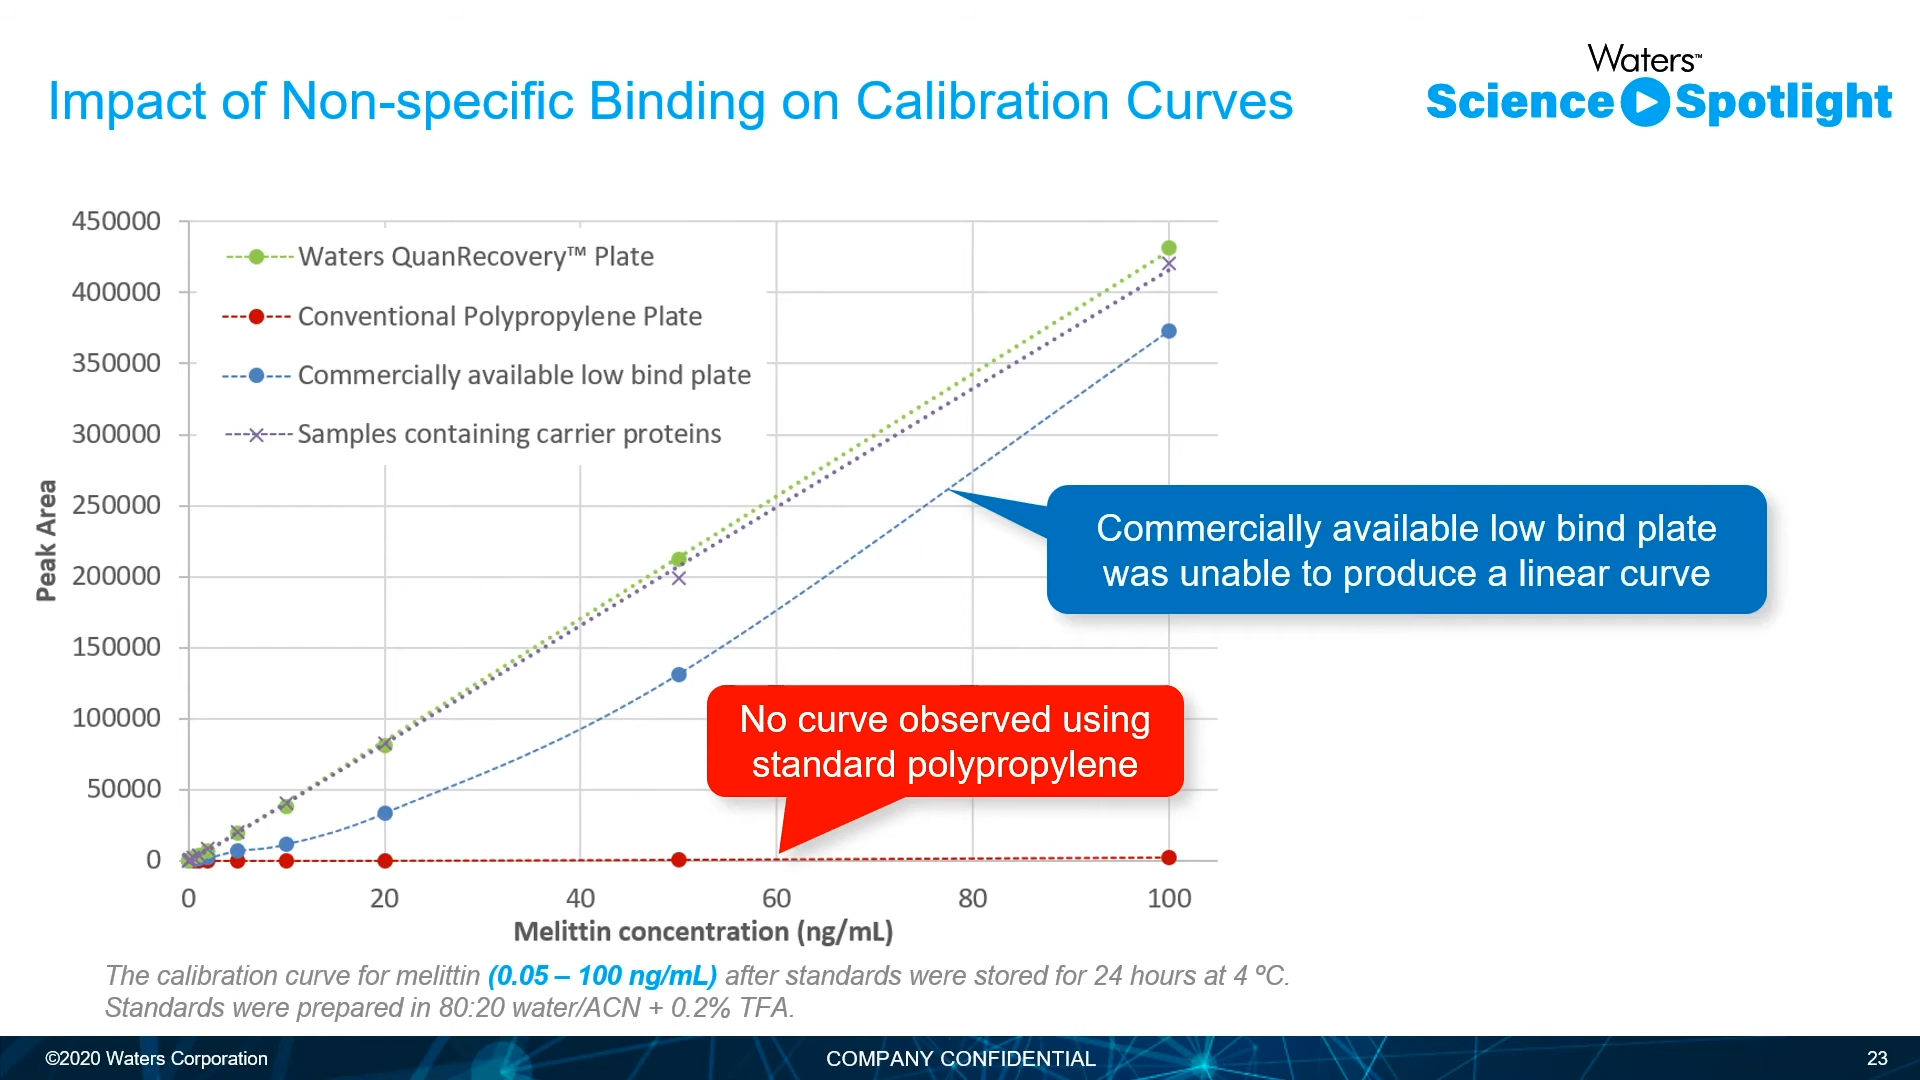 Impact of Non-specific Binding on Calibration Curves
Waters™
Science Spotlight
450000
400000
350000
300000
250000
200000
150000
100000
50000
0
Peak Area
Waters QuanRecovery™ Plate
Conventional Polypropylene Plate
Commercially available low bind plate
Samples containing carrier proteins
Commercially available low bind plate
was unable to produce a linear curve
No curve observed using
standard polypropylene
0 20 40 60 80 100
Melittin concentration (ng/mL)
The calibration curve for melittin (0.05 – 100 ng/mL) after standards were stored for 24 hours at 4 ºC.
Standards were prepared in 80:20 water/ACN + 0.2% TFA.
©2020 Waters Corporation
COMPANY CONFIDENTIAL
23